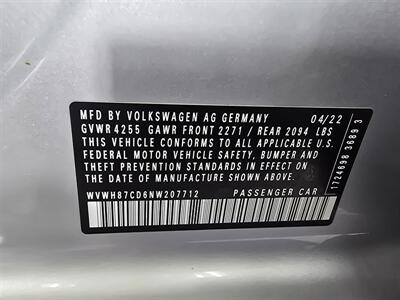 MFD BY VOLKSWAGEN AG GERMANY 04/22
GVWR 4255 GAWR FRONT 2271 / REAR 2094 LBS
THIS VEHICLE CONFORMS TO ALL APPLICABLE U.S.
FEDERAL MOTOR VEHICLE SAFETY, BUMPER AND
THEFT PREVENTION STANDARDS IN EFFECT ON
THE DATE OF MANUFACTURE SHOWN ABOVE
WVWH87CD6NW207712 PASSENGER CAR
1724698 3689 3